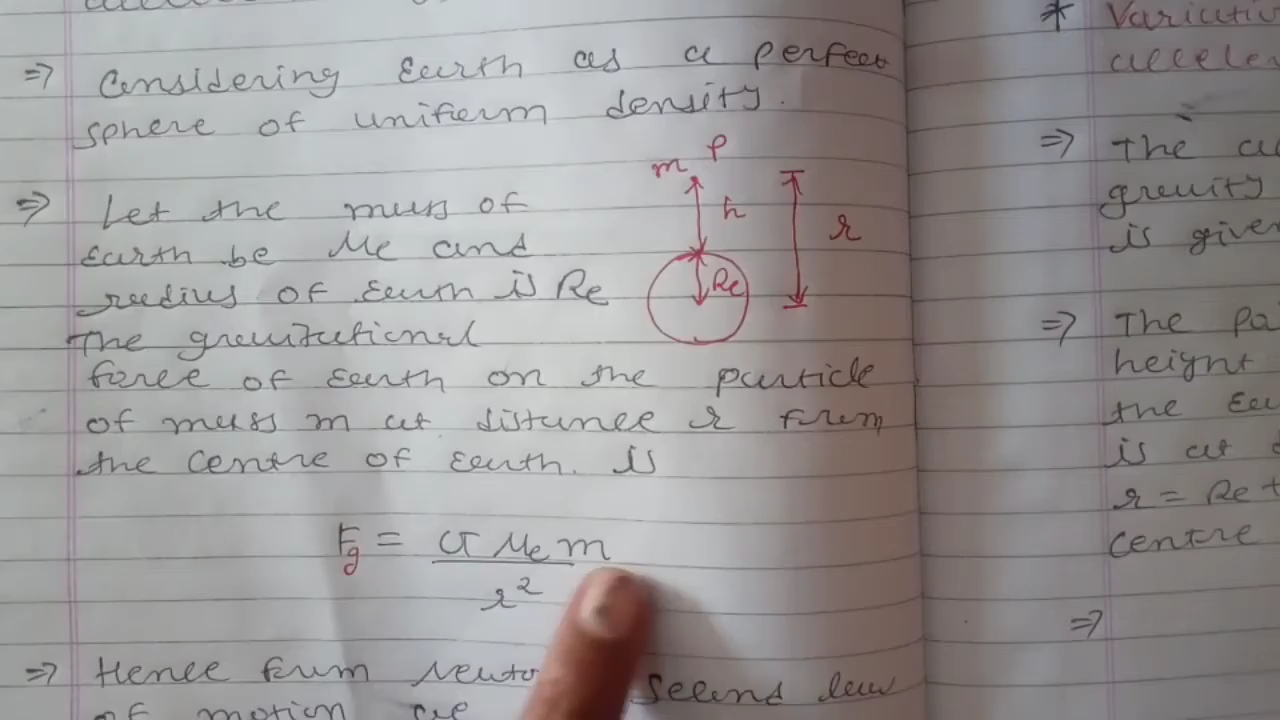 ⇒ Considering Earth as a perfect
sphere of uniform density.
m P
h
r
Re
⇒ Let the mass of
Earth be Me and
radius of Earth is Re
The gravitational
force of Earth on the particle
of mass m at distance r from
the centre of Earth. is
Fg = G Me m
r²
⇒ Hence from
second law
of motion
* 
⇒ The
gravity
is given
⇒ The
height
the
is at
r = Re +
centre
⇒